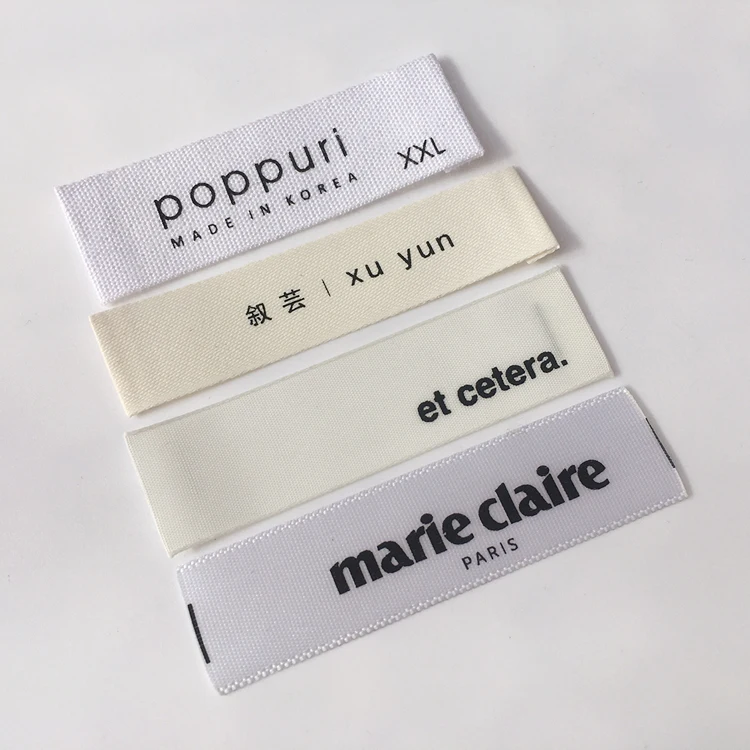 poppuri
MADE IN KOREA XXL
叙芸 | xu yun
et cetera.
marie claire
PARIS